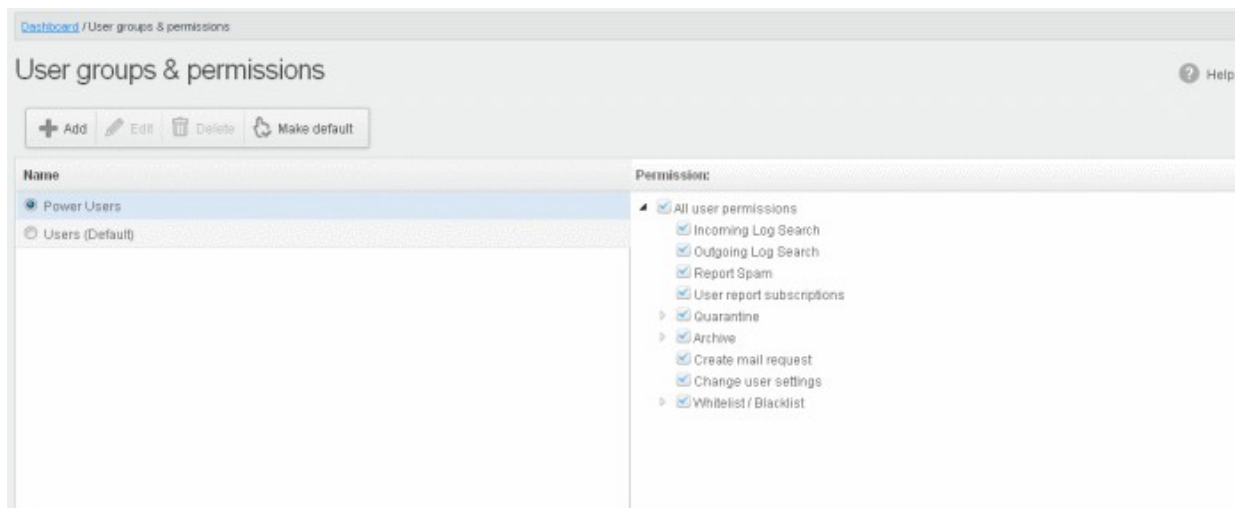 Dashboard / User groups & permissions
User groups & permissions
Help
Add Edit Delete Make default
Name
Permission:
Power Users
Users (Default)
All user permissions
Incoming Log Search
Outgoing Log Search
Report Spam
User report subscriptions
Quarantine
Archive
Create mail request
Change user settings
Whitelist / Blacklist